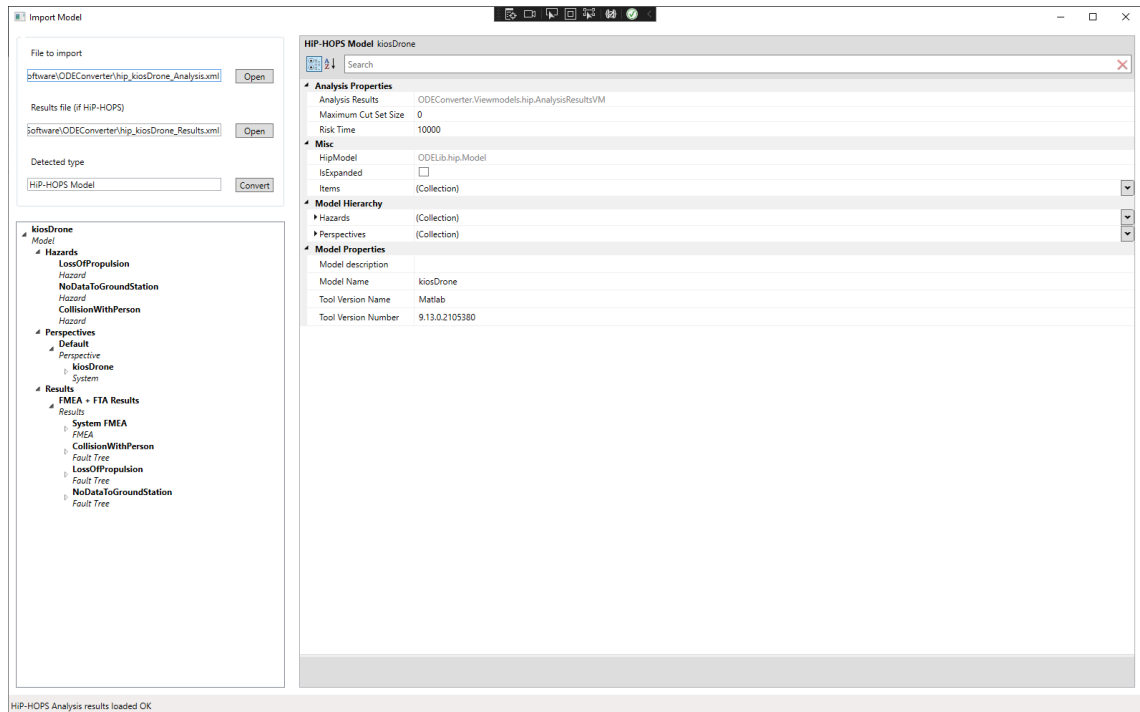 Import Model
File to import
oftware\ODEConverter\hip_kiosDrone_Analysis.xml
Open
Results file (if HiP-HOPS)
Software\ODEConverter\hip_kiosDrone_Results.xml
Open
Detected type
HiP-HOPS Model
Convert
kiosDrone
Model
Hazards
LossOfPropulsion
Hazard
NoDataToGroundStation
Hazard
CollisionWithPerson
Hazard
Perspectives
Default
Perspective
kiosDrone
System
Results
FMEA + FTA Results
Results
System FMEA
FMEA
CollisionWithPerson
Fault Tree
LossOfPropulsion
Fault Tree
NoDataToGroundStation
Fault Tree
HiP-HOPS Model kiosDrone
Search
Analysis Properties
Analysis Results ODEConverter.Viewmodels.hip.AnalysisResultsVM
Maximum Cut Set Size 0
Risk Time 10000
Misc
HipModel ODELib.hip.Model
IsExpanded
Items (Collection)
Model Hierarchy
Hazards (Collection)
Perspectives (Collection)
Model Properties
Model description
Model Name kiosDrone
Tool Version Name Matlab
Tool Version Number 9.13.0.2105380
HiP-HOPS Analysis results loaded OK